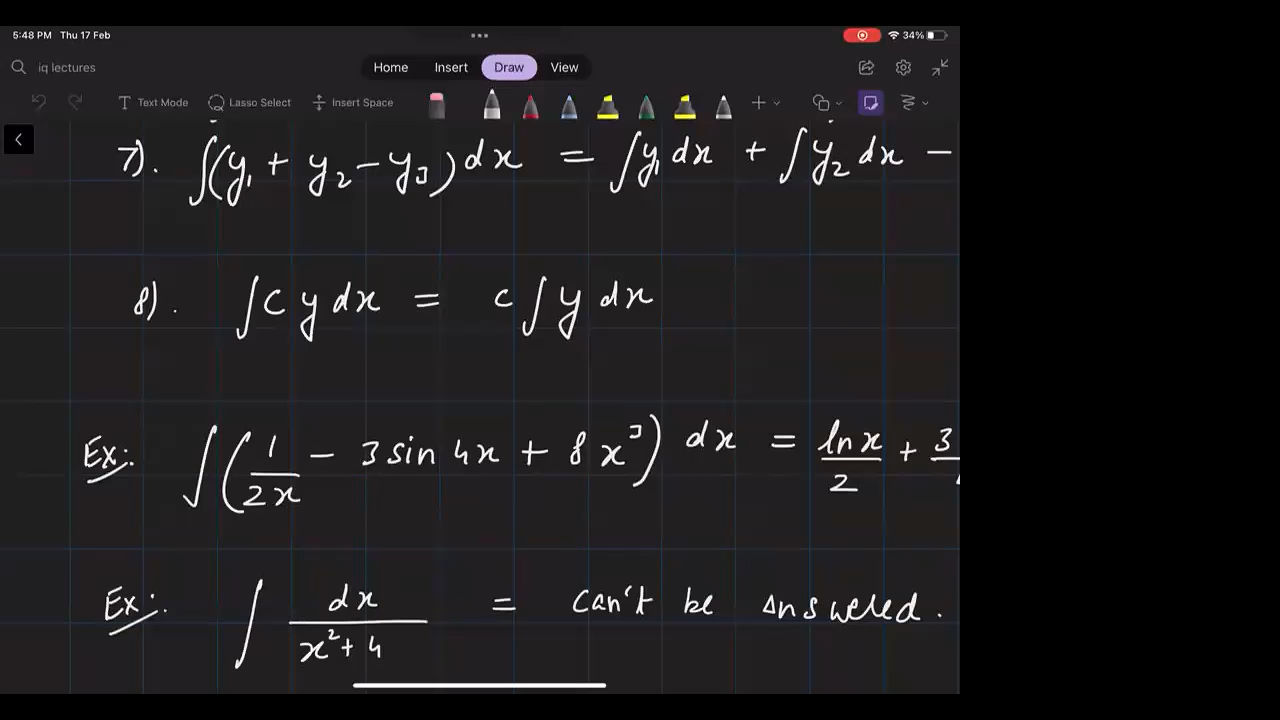 5:48 PM Thu 17 Feb
34%
iq lectures
Home Insert Draw View
Text Mode Lasso Select Insert Space
7). ∫(y₁ + y₂ - y₃) dx = ∫y₁ dx + ∫y₂ dx -
8). ∫c y dx = c ∫y dx
Ex: ∫(1/2x - 3 sin 4x + 8x³) dx = ln x/2 + 3/
Ex: ∫ dx/x²+4 = can't be answered.